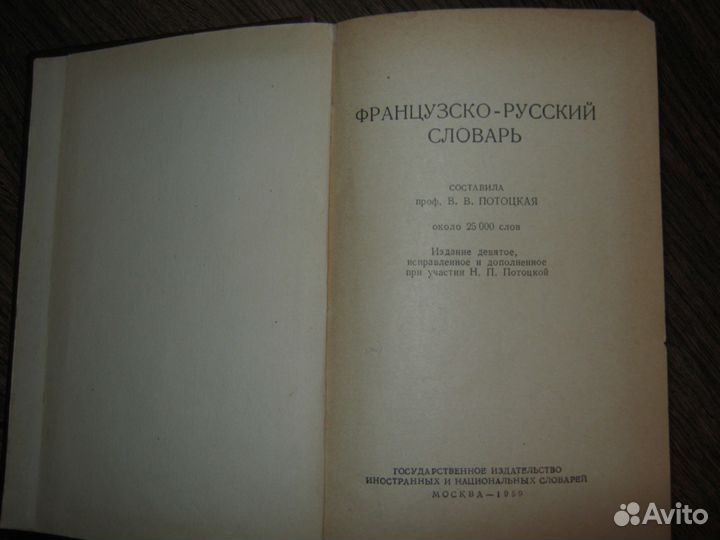 ФРАНЦУЗСКО-РУССКИЙ
СЛОВАРЬ
СОСТАВИЛА
проф. В. В. ПОТОЦКАЯ
около 25 000 слов
Издание девятое,
исправленное и дополненное
при участии Н. П. Потоцкой
ГОСУДАРСТВЕННОЕ ИЗДАТЕЛЬСТВО
ИНОСТРАННЫХ И НАЦИОНАЛЬНЫХ СЛОВАРЕЙ
МОСКВА—1959
Avito